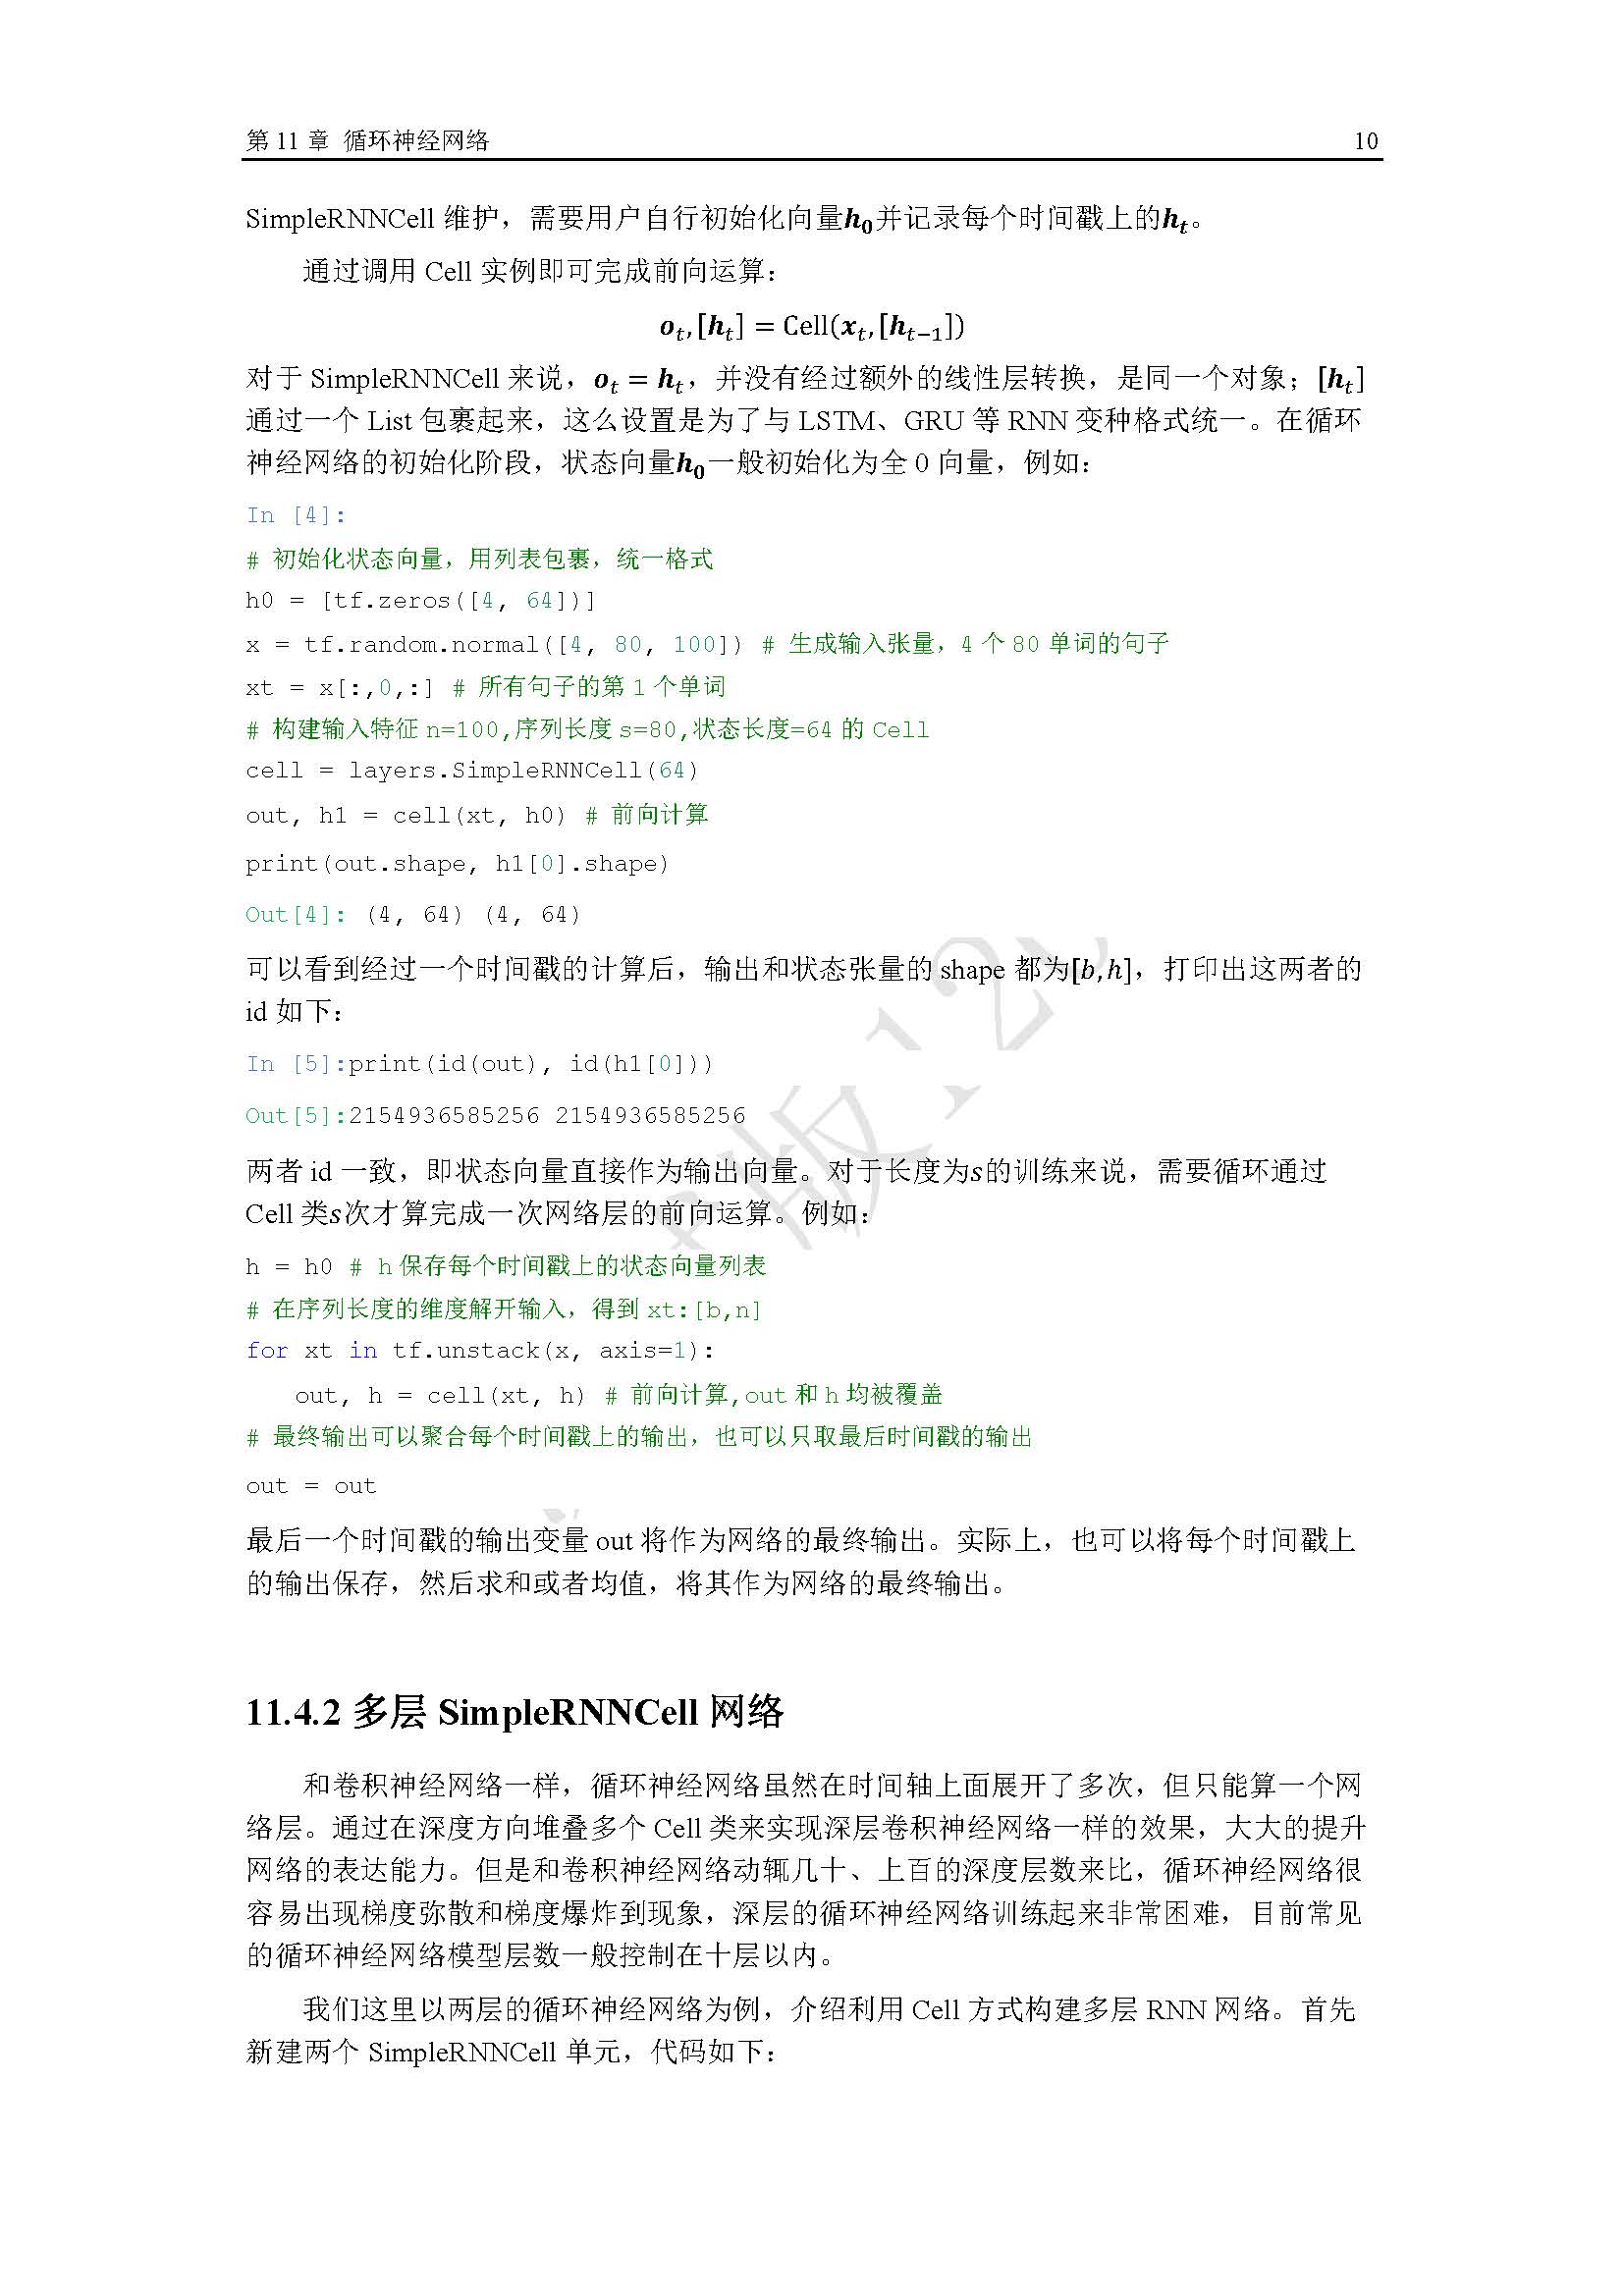 第 11 章 循环神经网络 10
SimpleRNNCell 维护，需要用户自行初始化向量h0并记录每个时间戳上的ht。
通过调用 Cell 实例即可完成前向运算：
ot, [ht] = Cell(xt, [ht−1])
对于 SimpleRNNCell 来说，ot = ht，并没有经过额外的线性层转换，是同一个对象；[ht]
通过一个 List 包裹起来，这么设置是为了与 LSTM、GRU 等 RNN 变种格式统一。在循环
神经网络的初始化阶段，状态向量h0一般初始化为全 0 向量，例如：
In [4]:
# 初始化状态向量，用列表包裹，统一格式
h0 = [tf.zeros([4, 64])]
x = tf.random.normal([4, 80, 100]) # 生成输入张量，4 个 80 单词的句子
xt = x[:,0,:] # 所有句子的第 1 个单词
# 构建输入特征 n=100,序列长度 s=80,状态长度=64 的 Cell
cell = layers.SimpleRNNCell(64)
out, h1 = cell(xt, h0) # 前向计算
print(out.shape, h1[0].shape)
Out[4]: (4, 64) (4, 64)
可以看到经过一个时间戳的计算后，输出和状态张量的 shape 都为[b, h]，打印出这两者的
id 如下：
In [5]:print(id(out), id(h1[0]))
Out[5]:2154936585256 2154936585256
两者 id 一致，即状态向量直接作为输出向量。对于长度为s的训练来说，需要循环通过
Cell 类s次才算完成一次网络层的前向运算。例如：
h = h0 # h 保存每个时间戳上的状态向量列表
# 在序列长度的维度解开输入，得到 xt:[b,n]
for xt in tf.unstack(x, axis=1):
out, h = cell(xt, h) # 前向计算,out 和 h 均被覆盖
# 最终输出可以聚合每个时间戳上的输出，也可以只取最后时间戳的输出
out = out
最后一个时间戳的输出变量 out 将作为网络的最终输出。实际上，也可以将每个时间戳上
的输出保存，然后求和或者均值，将其作为网络的最终输出。
11.4.2 多层 SimpleRNNCell 网络
和卷积神经网络一样，循环神经网络虽然在时间轴上面展开了多次，但只能算一个网
络层。通过在深度方向堆叠多个 Cell 类来实现深层卷积神经网络一样的效果，大大的提升
网络的表达能力。但是和卷积神经网络动辄几十、上百的深度层数来比，循环神经网络很
容易出现梯度弥散和梯度爆炸到现象，深层的循环神经网络训练起来非常困难，目前常见
的循环神经网络模型层数一般控制在十层以内。
我们这里以两层的循环神经网络为例，介绍利用 Cell 方式构建多层 RNN 网络。首先
新建两个 SimpleRNNCell 单元，代码如下：